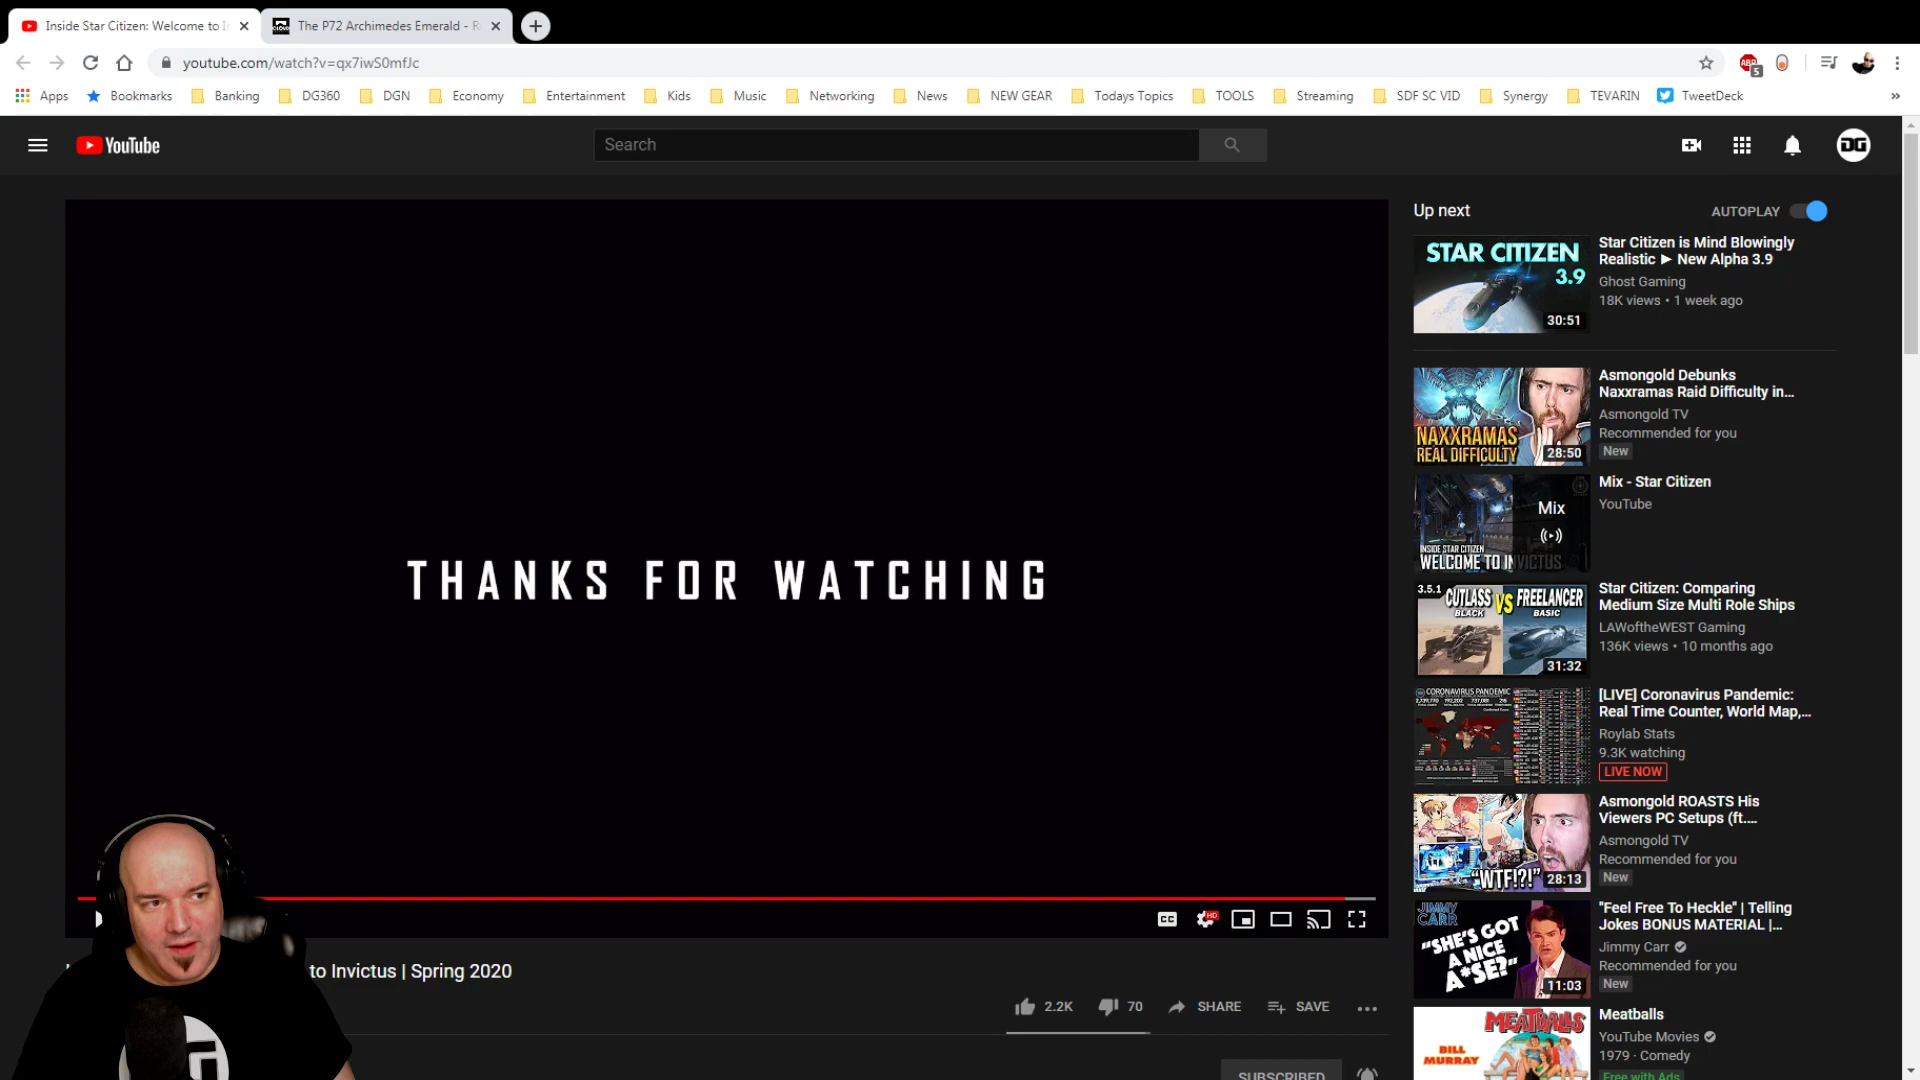 Inside Star Citizen: Welcome to I
The P72 Archimedes Emerald - R
youtube.com/watch?v=qx7iwS0mfJc
ABP
5
Apps
Bookmarks
Banking
DG360
DGN
Economy
Entertainment
Kids
Music
Networking
News
NEW GEAR
Todays Topics
TOOLS
Streaming
SDF SC VID
Synergy
TEVARIN
TweetDeck
YouTube
Search
DG
THANKS FOR WATCHING
CC
HD
to Invictus | Spring 2020
2.2K
70
SHARE
SAVE
SUBSCRIBED
Up next
AUTOPLAY
STAR CITIZEN
3.9
30:51
Star Citizen is Mind Blowingly
Realistic ► New Alpha 3.9
Ghost Gaming
18K views • 1 week ago
NAXXRAMAS
REAL DIFFICULTY
28:50
Asmongold Debunks
Naxxramas Raid Difficulty in...
Asmongold TV
Recommended for you
New
Mix
INSIDE STAR CITIZEN
WELCOME TO INVICTUS
Mix - Star Citizen
YouTube
3.5.1
CUTLASS
BLACK
VS
FREELANCER
BASIC
31:32
Star Citizen: Comparing
Medium Size Multi Role Ships
LAWoftheWEST Gaming
136K views • 10 months ago
CORONAVIRUS PANDEMIC
[LIVE] Coronavirus Pandemic:
Real Time Counter, World Map,...
Roylab Stats
9.3K watching
LIVE NOW
"WTF!?!"
28:13
Asmongold ROASTS His
Viewers PC Setups (ft....
Asmongold TV
Recommended for you
New
JIMMY
CARR
"SHE'S GOT
A NICE
A*SE?"
11:03
"Feel Free To Heckle" | Telling
Jokes BONUS MATERIAL |...
Jimmy Carr
Recommended for you
New
MEATBALLS
BILL
MURRAY
Meatballs
YouTube Movies
1979 · Comedy
Free with Ads